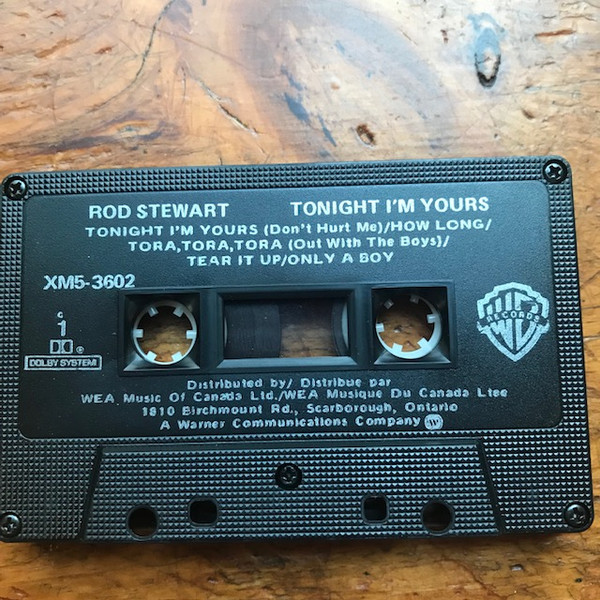 ROD STEWART TONIGHT I'M YOURS
TONIGHT I'M YOURS (Don't Hurt Me)/HOW LONG/
TORA,TORA,TORA (Out With The Boys)/
TEAR IT UP/ONLY A BOY
XM5-3602
c
1
DOLBY SYSTEM
WB
RECORDS
Distributed by/ Distribue par
WEA Music Of Canada Ltd./WEA Musique Du Canada Ltee
1810 Birchmount Rd., Scarborough, Ontario
A Warner Communications Company